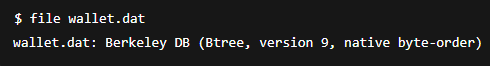 $ file wallet.dat
wallet.dat: Berkeley DB (Btree, version 9, native byte-order)